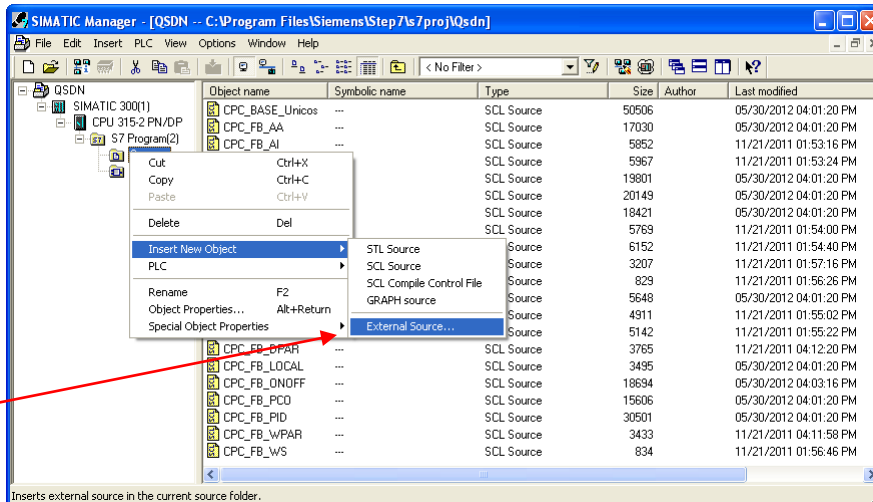 SIMATIC Manager - [QSDN -- C:\Program Files\Siemens\Step7\s7proj\Qsdn]
File Edit Insert PLC View Options Window Help
< No Filter >
QSDN
SIMATIC 300(1)
CPU 315-2 PN/DP
S7 Program(2)
Object name Symbolic name Type Size Author Last modified
CPC_BASE_Unicos --- SCL Source 50506 05/30/2012 04:01:20 PM
CPC_FB_AA --- SCL Source 17030 05/30/2012 04:01:20 PM
CPC_FB_AI --- SCL Source 5852 11/21/2011 01:53:16 PM
SCL Source 5967 11/21/2011 01:53:24 PM
SCL Source 19801 05/30/2012 04:01:20 PM
SCL Source 20149 05/30/2012 04:01:20 PM
SCL Source 18421 05/30/2012 04:01:20 PM
SCL Source 5769 11/21/2011 01:54:00 PM
Source 6152 11/21/2011 01:54:40 PM
Source 3207 11/21/2011 01:57:16 PM
Source 829 11/21/2011 01:56:26 PM
Source 5648 05/30/2012 04:01:20 PM
Source 4911 11/21/2011 01:55:02 PM
Source 5142 11/21/2011 01:55:22 PM
CPC_FB_DPAR --- SCL Source 3765 11/21/2011 04:12:20 PM
CPC_FB_LOCAL --- SCL Source 3495 05/30/2012 04:01:20 PM
CPC_FB_ONOFF --- SCL Source 18694 05/30/2012 04:03:16 PM
CPC_FB_PCO --- SCL Source 15606 05/30/2012 04:01:20 PM
CPC_FB_PID --- SCL Source 30501 05/30/2012 04:01:20 PM
CPC_FB_WPAR --- SCL Source 3433 11/21/2011 04:11:58 PM
CPC_FB_WS --- SCL Source 834 11/21/2011 01:56:46 PM
Cut Ctrl+X
Copy Ctrl+C
Paste Ctrl+V
Delete Del
Insert New Object
PLC
Rename F2
Object Properties... Alt+Return
Special Object Properties
STL Source
SCL Source
SCL Compile Control File
GRAPH source
External Source...
Inserts external source in the current source folder.